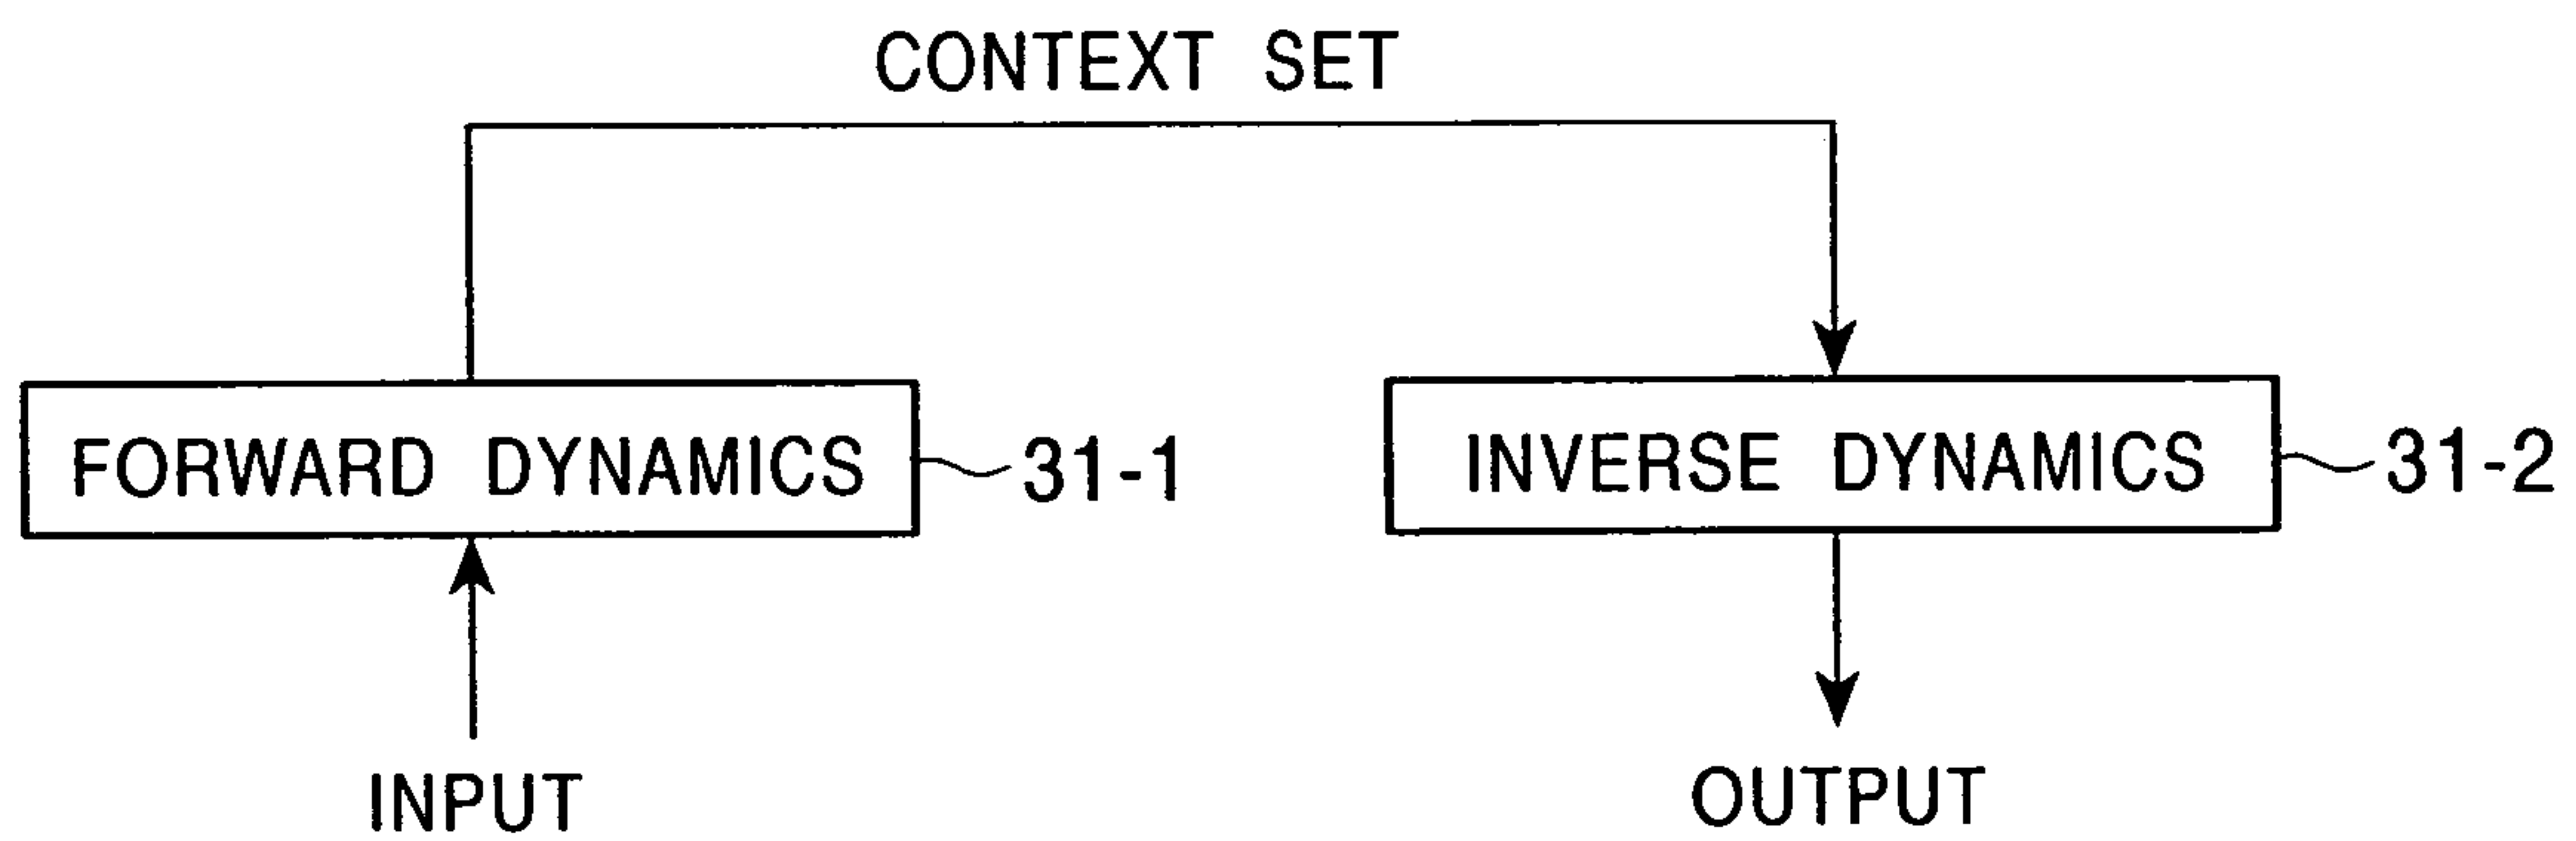 CONTEXT SET
FORWARD DYNAMICS
31-1
INVERSE DYNAMICS
31-2
INPUT
OUTPUT